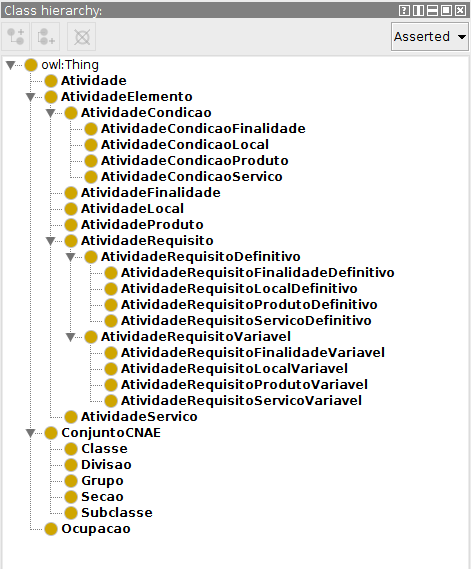 Class hierarchy:
Asserted
owl:Thing
Atividade
AtividadeElemento
AtividadeCondicao
AtividadeCondicaoFinalidade
AtividadeCondicaoLocal
AtividadeCondicaoProduto
AtividadeCondicaoServico
AtividadeFinalidade
AtividadeLocal
AtividadeProduto
AtividadeRequisito
AtividadeRequisitoDefinitivo
AtividadeRequisitoFinalidadeDefinitivo
AtividadeRequisitoLocalDefinitivo
AtividadeRequisitoProdutoDefinitivo
AtividadeRequisitoServicoDefinitivo
AtividadeRequisitoVariavel
AtividadeRequisitoFinalidadeVariavel
AtividadeRequisitoLocalVariavel
AtividadeRequisitoProdutoVariavel
AtividadeRequisitoServicoVariavel
AtividadeServico
ConjuntoCNAE
Classe
Divisao
Grupo
Secao
Subclasse
Ocupacao